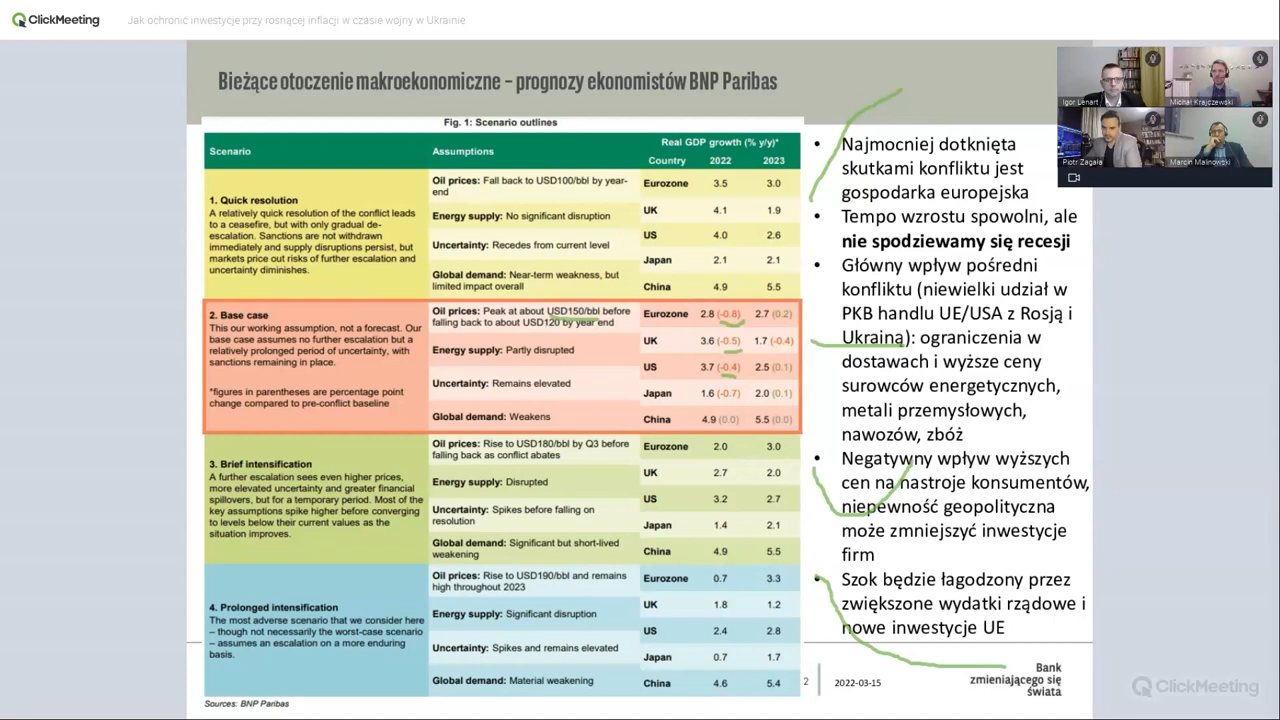 ClickMeeting
Jak ochronić inwestycje przy rosnącej inflacji w czasie wojny w Ukrainie
Bieżące otoczenie makroekonomiczne – prognozy ekonomistów BNP Paribas
Igor Lenart
Michał Krajczewski
Piotr Zagała
Marcin Malinowski
Fig. 1: Scenario outlines
Scenario
Assumptions
Real GDP growth (% y/y)*
Country 2022 2023
1. Quick resolution
A relatively quick resolution of the conflict leads
to a ceasefire, but with only gradual de-
escalation. Sanctions are not withdrawn
immediately and supply disruptions persist, but
markets price out risks of further escalation and
uncertainty diminishes.
Oil prices: Fall back to USD100/bbl by year-
end
Energy supply: No significant disruption
Uncertainty: Recedes from current level
Global demand: Near-term weakness, but
limited impact overall
Eurozone 3.5 3.0
UK 4.1 1.9
US 4.0 2.6
Japan 2.1 2.1
China 4.9 5.5
2. Base case
This our working assumption, not a forecast. Our
base case assumes no further escalation but a
relatively prolonged period of uncertainty, with
sanctions remaining in place.
*figures in parentheses are percentage point
change compared to pre-conflict baseline
Oil prices: Peak at about USD150/bbl before
falling back to about USD120 by year end
Energy supply: Partly disrupted
Uncertainty: Remains elevated
Global demand: Weakens
Eurozone 2.8 (-0.8) 2.7 (0.2)
UK 3.6 (-0.5) 1.7 (-0.4)
US 3.7 (-0.4) 2.5 (0.1)
Japan 1.6 (-0.7) 2.0 (0.1)
China 4.9 (0.0) 5.5 (0.0)
3. Brief intensification
A further escalation sees even higher prices,
more elevated uncertainty and greater financial
spillovers, but for a temporary period. Most of the
key assumptions spike higher before converging
to levels below their current values as the
situation improves.
Oil prices: Rise to USD180/bbl by Q3 before
falling back as conflict abates
Energy supply: Disrupted
Uncertainty: Spikes before falling on
resolution
Global demand: Significant but short-lived
weakening
Eurozone 2.0 3.0
UK 2.7 2.0
US 3.2 2.7
Japan 1.4 2.1
China 4.9 5.5
4. Prolonged intensification
The most adverse scenario that we consider here
– though not necessarily the worst-case scenario
– assumes an escalation on a more enduring
basis.
Oil prices: Rise to USD190/bbl and remains
high throughout 2023
Energy supply: Significant disruption
Uncertainty: Spikes and remains elevated
Global demand: Material weakening
Eurozone 0.7 3.3
UK 1.8 1.2
US 2.4 2.8
Japan 0.7 1.7
China 4.6 5.4
Sources: BNP Paribas
• Najmocniej dotknięta
skutkami konfliktu jest
gospodarka europejska
• Tempo wzrostu spowolni, ale
nie spodziewamy się recesji
• Główny wpływ pośredni
konfliktu (niewielki udział w
PKB handlu UE/USA z Rosją i
Ukrainą): ograniczenia w
dostawach i wyższe ceny
surowców energetycznych,
metali przemysłowych,
nawozów, zbóż
• Negatywny wpływ wyższych
cen na nastroje konsumentów,
niepewność geopolityczna
może zmniejszyć inwestycje
firm
• Szok będzie łagodzony przez
zwiększone wydatki rządowe i
nowe inwestycje UE
2
2022-03-15
Bank
zmieniającego się
świata
ClickMeeting